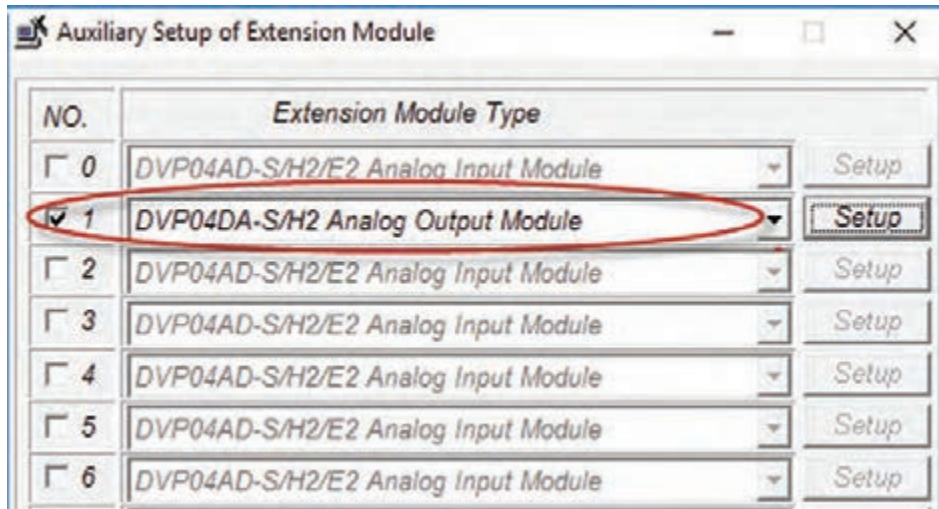 Auxiliary Setup of Extension Module
NO. Extension Module Type
0 DVP04AD-S/H2/E2 Analog Input Module Setup
1 DVP04DA-S/H2 Analog Output Module Setup
2 DVP04AD-S/H2/E2 Analog Input Module Setup
3 DVP04AD-S/H2/E2 Analog Input Module Setup
4 DVP04AD-S/H2/E2 Analog Input Module Setup
5 DVP04AD-S/H2/E2 Analog Input Module Setup
6 DVP04AD-S/H2/E2 Analog Input Module Setup